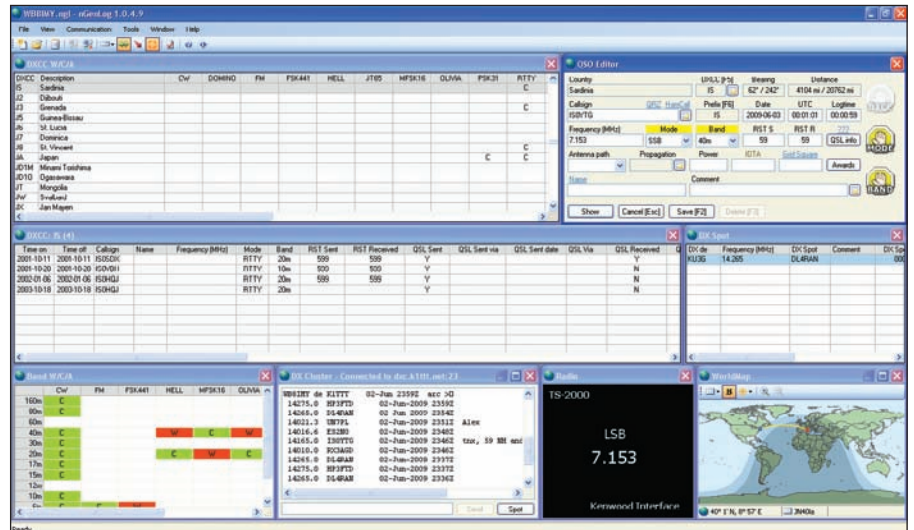 WB8IMY.ngl - nGenLog 1.0.4.9
File View Communication Tools Window Help
DXCC W/C/A
DXCC Description CW DOMINO FM FSK441 HELL JT65 MFSK16 OLIVIA PSK31 RTTY
IS Sardinia C
J2 Djibouti
J3 Grenada C
J5 Guinea-Bissau
J6 St. Lucia
J7 Dominica
J8 St. Vincent C
JA Japan C C
JD1M Minami Torishima
JD1O Ogasawara
JT Mongolia
JW Svalbard
JX Jan Mayen
QSO Editor
Country DXCC [F5] Bearing Distance
Sardinia IS 62° / 242° 4104 mi / 20762 mi
Callsign QRZ HamCall Prefix [F6] Date UTC Logtime
IS0YTG IS 2009-06-03 00:01:01 00:00:59
Frequency [MHz] Mode Band RST S RST R ???
7.153 SSB 40m 59 59 QSL info
MODE
Antenna path Propagation Power IOTA Grid Square
Awards
Name Comment
BAND
Show Cancel [Esc] Save [F2] Delete [F3]
DXCC: IS (4)
Time on Time off Callsign Name Frequency [MHz] Mode Band RST Sent RST Received QSL Sent QSL Sent via QSL Sent date QSL Via QSL Received
2001-10-11 2001-10-11 RTTY 20m 599 599 Y Y
2001-10-20 2001-10-20 RTTY 10m 500 500 Y N
2002-01-06 2002-01-06 IS0HQJ RTTY 20m 599 599 Y N
2003-10-18 2003-10-18 IS0HQJ RTTY 20m N
DX Spot
DX de Frequency [MHz] DX Spot Comment
KU3G 14.265 DL4RAN
Band W/C/A
CW FM FSK441 HELL MFSK16 OLIVIA
160m C
80m C
60m
40m C W C W
30m C
20m C C W C
17m C
15m C
12m
10m C
DX Cluster - Connected to dxc.k1ttt.net:23
WB8IMY de K1TTT 02-Jun 2359Z
14275.0 HP3FTD 02-Jun-2009 2359Z
14265.0 DL4RAN 02-Jun-2009 2354Z
14021.3 UN7PL 02-Jun-2009 2351Z Alex
14016.6 02-Jun-2009 2348Z
14165.0 IS0YTG 02-Jun-2009 2346Z tnx, 59 NH
14010.0 RX3AGD 02-Jun-2009 2346Z
14265.0 DL4RAN 02-Jun-2009 2337Z
14275.0 HP3FTD 02-Jun-2009 2337Z
14265.0 DL4RAN 02-Jun-2009 2336Z
Send Spot
Radio
TS-2000
LSB
7.153
Kenwood Interface
WorldMap
40° 1' N, 8° 57' E JN40la
Ready